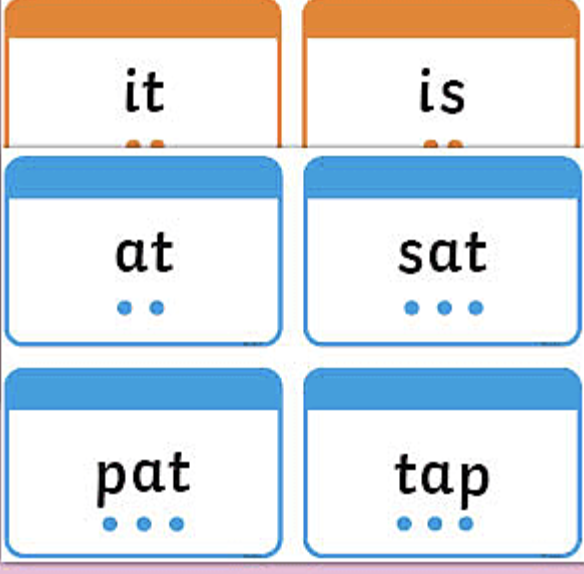 it is
at sat
pat tap